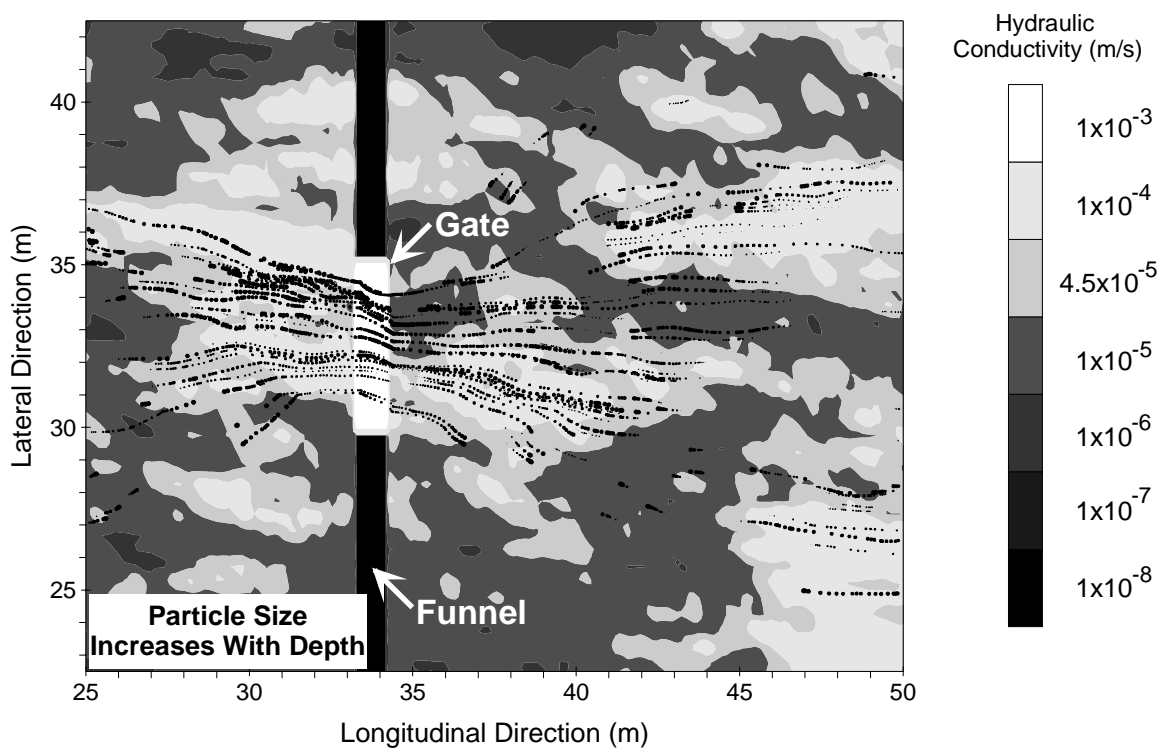 Hydraulic
Conductivity (m/s)
1x10^-3
1x10^-4
4.5x10^-5
1x10^-5
1x10^-6
1x10^-7
1x10^-8
Lateral Direction (m)
40
35
30
25
Gate
Funnel
Particle Size
Increases With Depth
25 30 35 40 45 50
Longitudinal Direction (m)